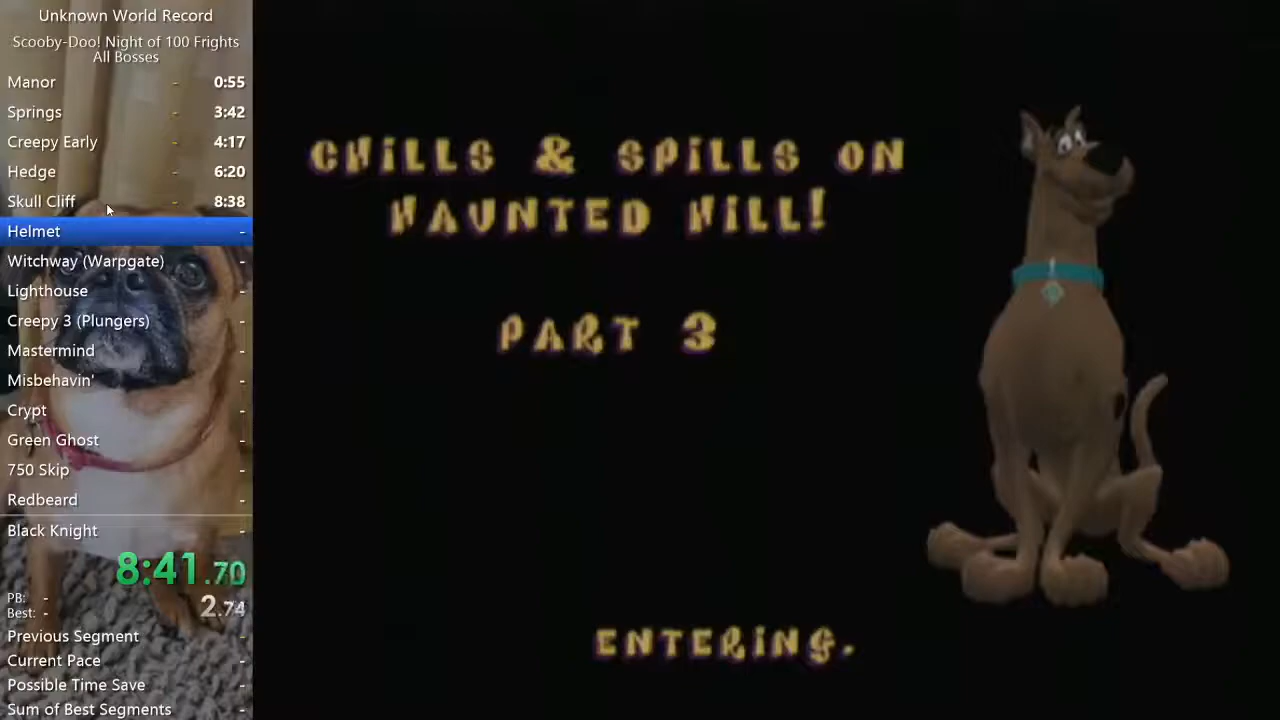 Unknown World Record
Scooby-Doo! Night of 100 Frights
All Bosses
Manor - 0:55
Springs - 3:42
Creepy Early - 4:17
Hedge - 6:20
Skull Cliff - 8:38
Helmet -
Witchway (Warpgate) -
Lighthouse -
Creepy 3 (Plungers) -
Mastermind -
Misbehavin' -
Crypt -
Green Ghost -
750 Skip -
Redbeard -
Black Knight -
8:41.70
PB: -
Best: -
2.74
Previous Segment -
Current Pace -
Possible Time Save -
Sum of Best Segments -
CHiLLS & SPiLLS ON
HAUNTED HiLL!
PART 3
ENTERiNG.